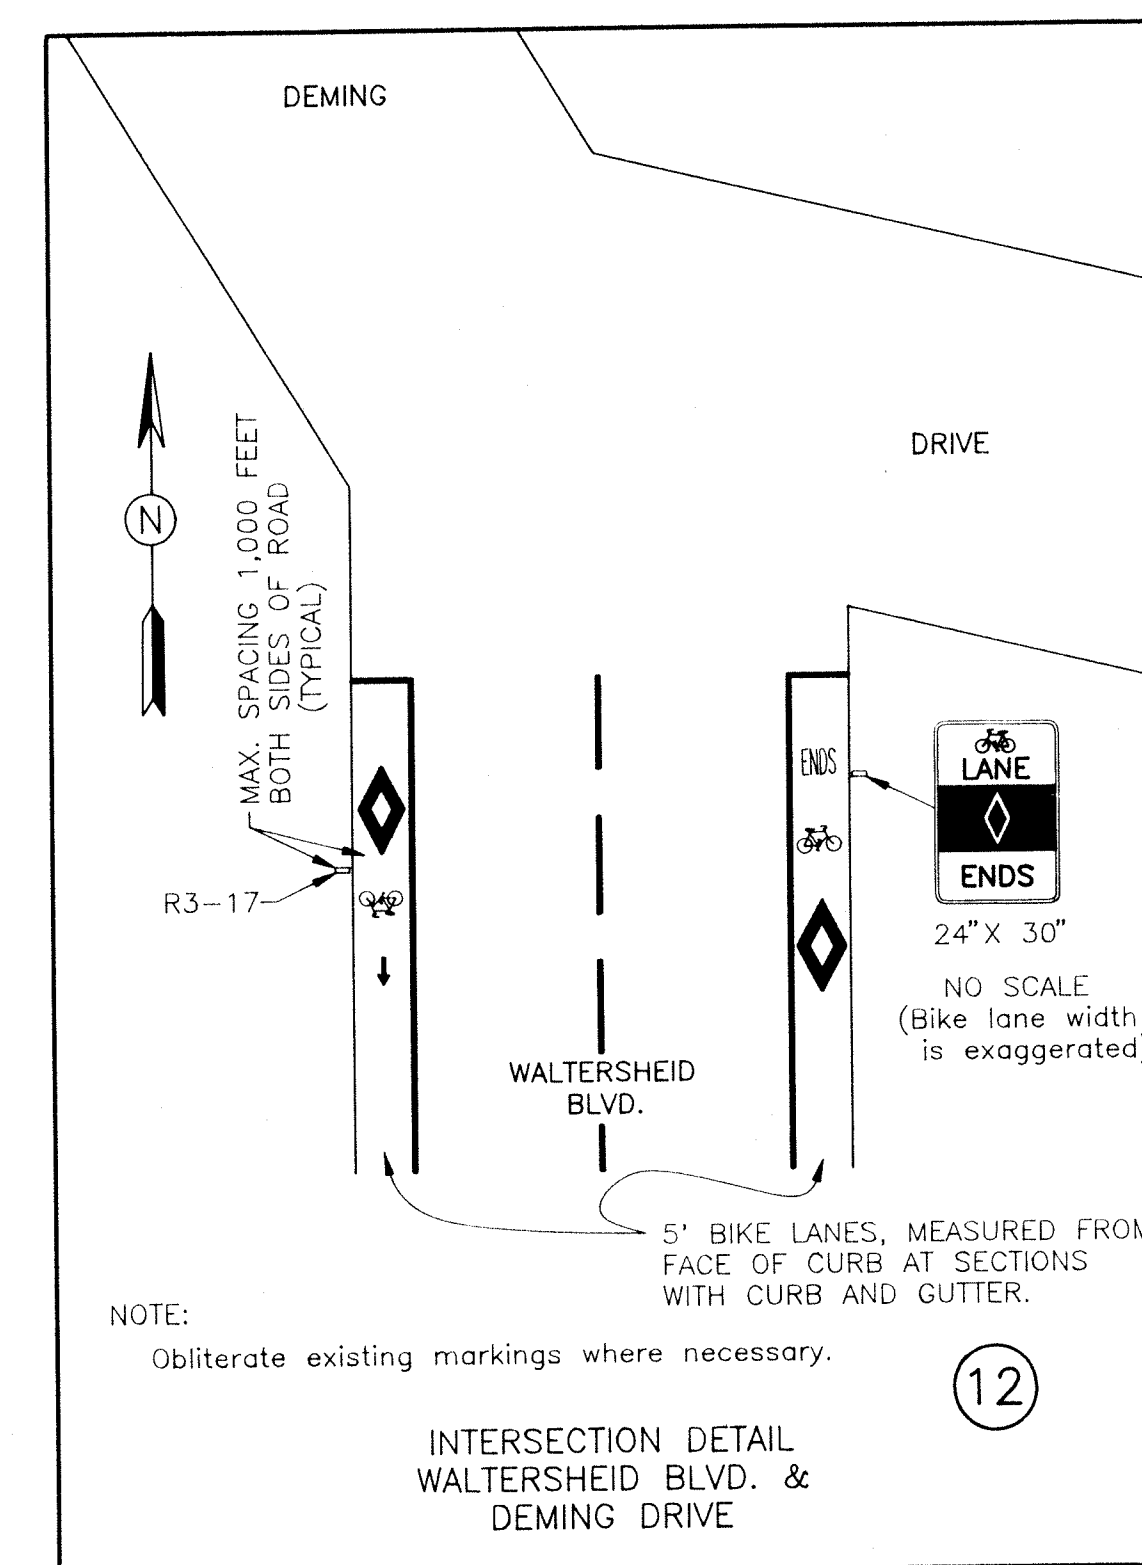 DEMING
DRIVE
N
MAX. SPACING 1,000 FEET
BOTH SIDES OF ROAD
(TYPICAL)
R3-17
ENDS
LANE
ENDS
24"X 30"
NO SCALE
(Bike lane width
is exaggerated)
WALTERSHEID
BLVD.
5' BIKE LANES, MEASURED FROM
FACE OF CURB AT SECTIONS
WITH CURB AND GUTTER.
NOTE:
Obliterate existing markings where necessary.
12
INTERSECTION DETAIL
WALTERSHEID BLVD. &
DEMING DRIVE